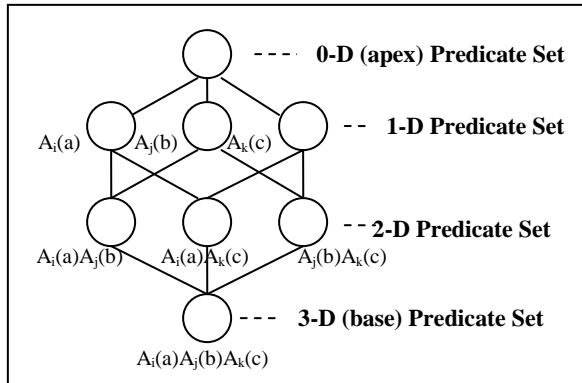 0-D (apex) Predicate Set
1-D Predicate Set
Aᵢ(a) Aⱼ(b) Aₖ(c)
2-D Predicate Set
Aᵢ(a)Aⱼ(b) Aᵢ(a)Aₖ(c) Aⱼ(b)Aₖ(c)
3-D (base) Predicate Set
Aᵢ(a)Aⱼ(b)Aₖ(c)